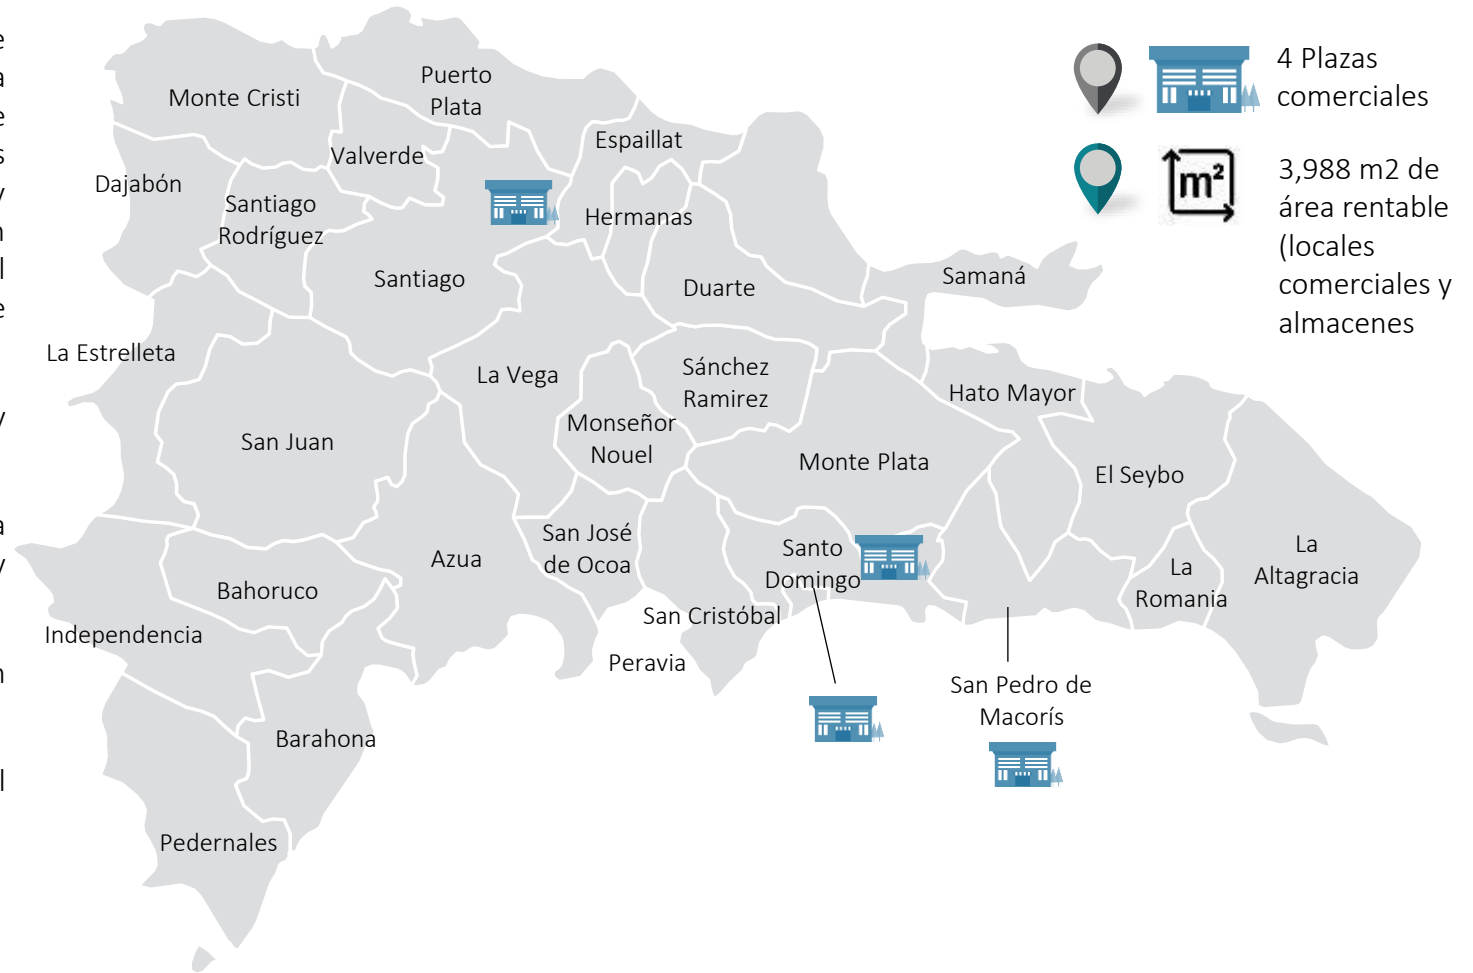 e
a
e
s
y
n
l
e
y
a
y
n
l
4 Plazas
comerciales
m²
3,988 m2 de
área rentable
(locales
comerciales y
almacenes
Puerto
Plata
Monte Cristi
Espaillat
Valverde
Dajabón
Santiago
Rodríguez
Hermanas
Santiago
Duarte
Samaná
La Estrelleta
La Vega
Sánchez
Ramirez
Hato Mayor
Monseñor
Nouel
San Juan
Monte Plata
El Seybo
San José
de Ocoa
Santo
Domingo
Azua
La
Altagracia
La
Romania
Bahoruco
San Cristóbal
Independencia
Peravia
San Pedro de
Macorís
Barahona
Pedernales